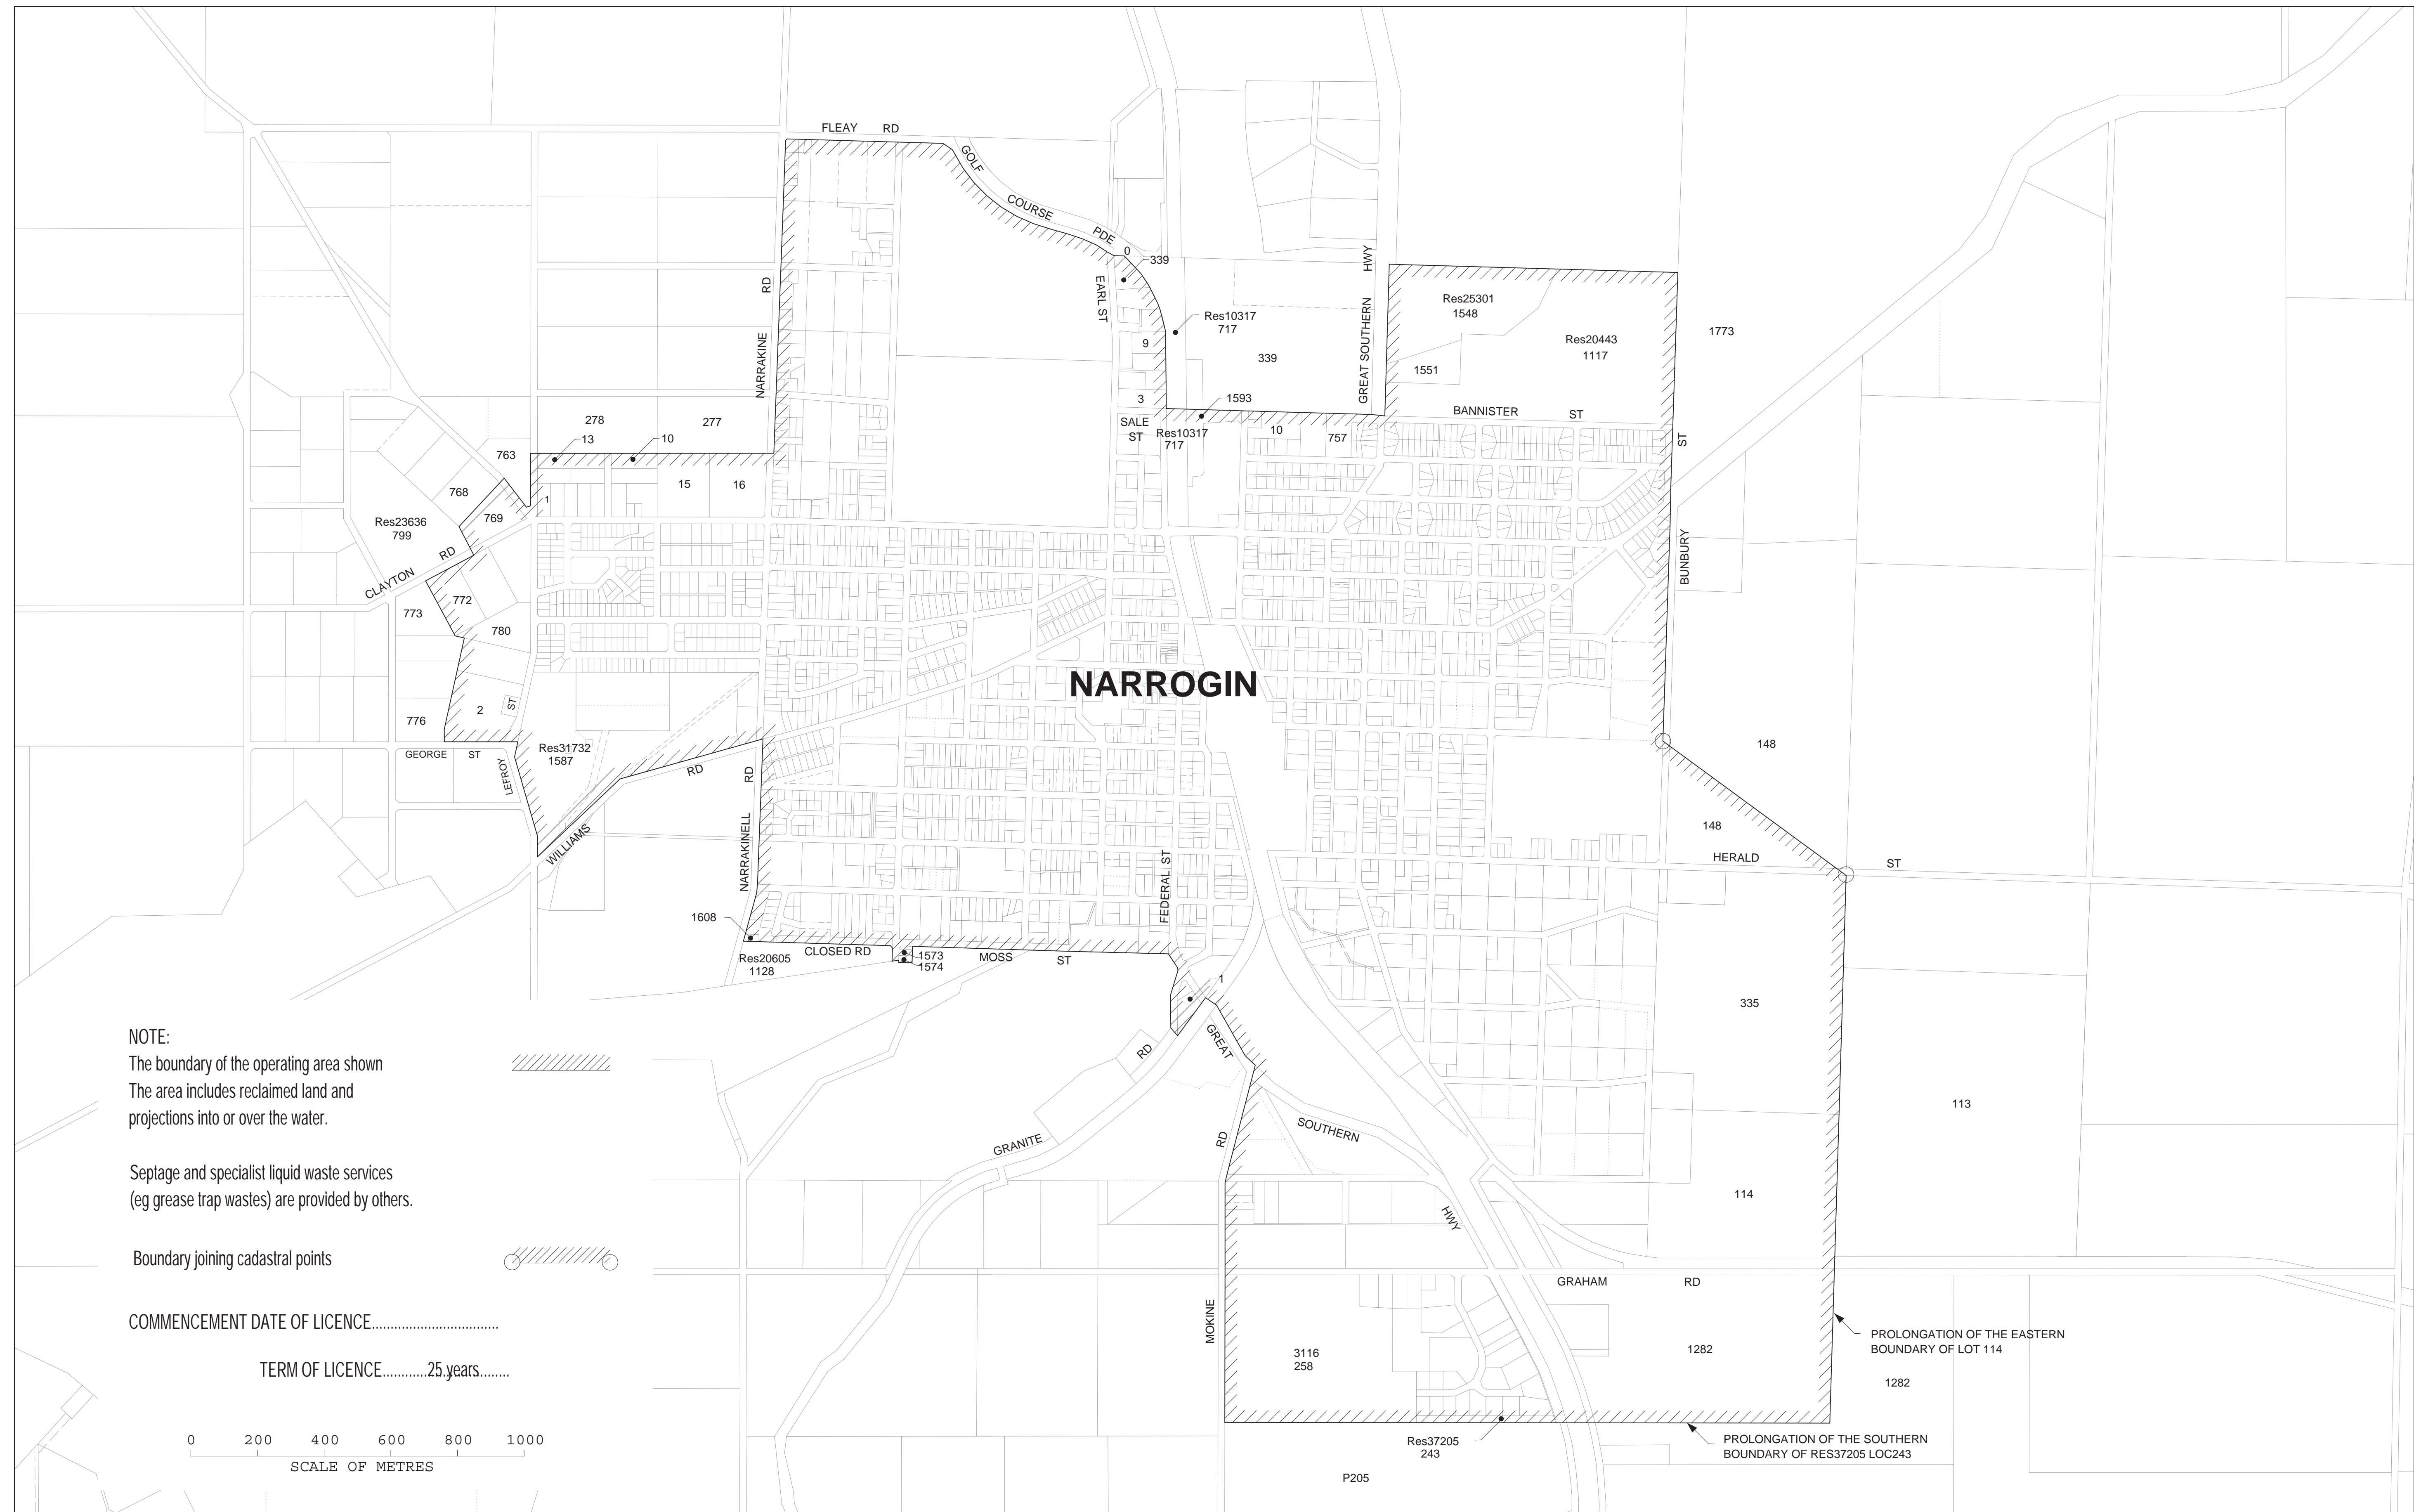 FLEAY RD
GOLF
COURSE
PDE
0
339
EARL ST
HWY
GREAT SOUTHERN
RD
NARRAKINE
Res10317
717
9
339
3
Res25301
1548
Res20443
1117
1773
1551
1593
BANNISTER ST
SALE
ST
Res10317
717
10
757
ST
BUNBURY
278
277
13
10
763
768
15
16
1
769
Res23636
799
RD
CLAYTON
773
772
780
2
ST
776
GEORGE ST
LEFROY
Res31732
1587
RD
WILLIAMS
NARROGIN
148
148
HERALD ST
RD
NARRAKINELL
FEDERAL ST
1608
CLOSED RD
Res20605
1128
1573
1574
MOSS ST
1
GREAT
RD
GRANITE
RD
SOUTHERN
HWY
335
113
114
MOKINE
GRAHAM RD
3116
258
1282
1282
PROLONGATION OF THE EASTERN
BOUNDARY OF LOT 114
Res37205
243
PROLONGATION OF THE SOUTHERN
BOUNDARY OF RES37205 LOC243
P205
NOTE:
The boundary of the operating area shown
The area includes reclaimed land and
projections into or over the water.
Septage and specialist liquid waste services
(eg grease trap wastes) are provided by others.
Boundary joining cadastral points
COMMENCEMENT DATE OF LICENCE..................................
TERM OF LICENCE............25 years.........
0 200 400 600 800 1000
SCALE OF METRES